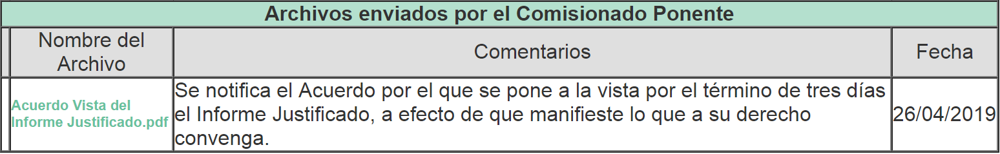 Archivos enviados por el Comisionado Ponente
Nombre del
Archivo
Comentarios
Fecha
Acuerdo Vista del
Informe Justificado.pdf
Se notifica el Acuerdo por el que se pone a la vista por el término de tres días
el Informe Justificado, a efecto de que manifieste lo que a su derecho
convenga.
26/04/2019